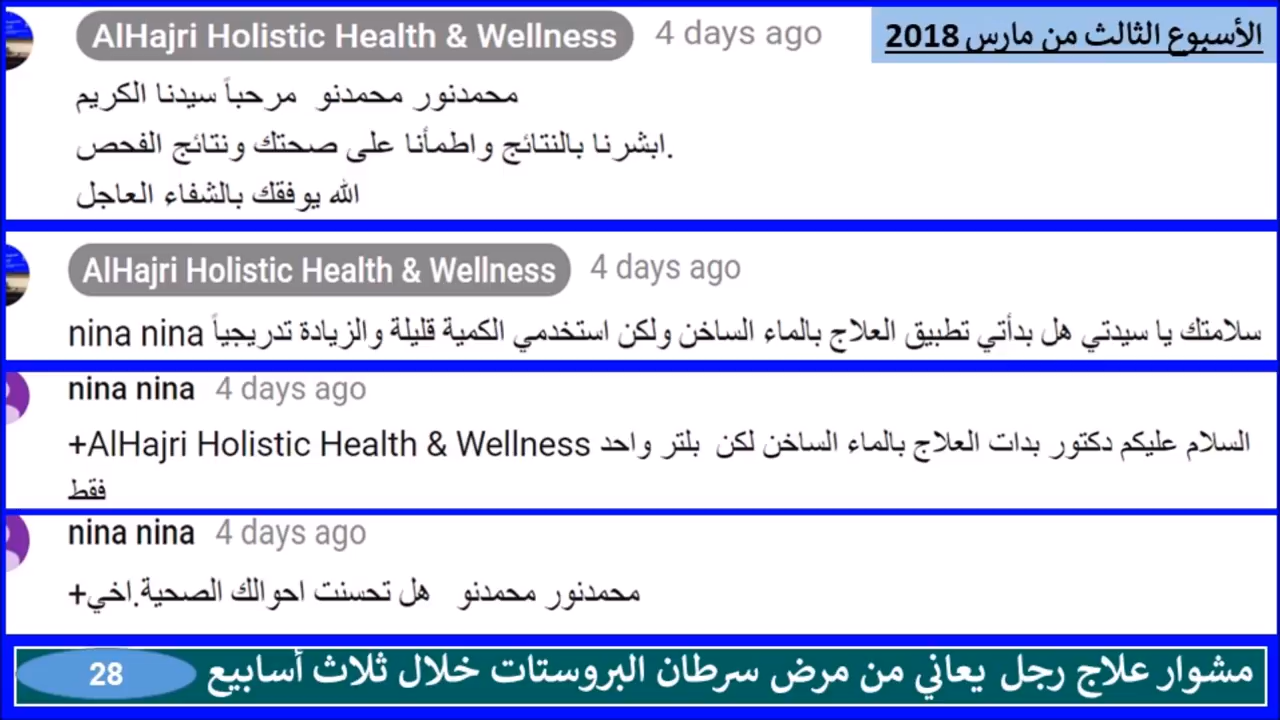 الأسبوع الثالث من مارس 2018
AlHajri Holistic Health & Wellness 4 days ago
محمدنور محمدنو مرحباً سيدنا الكريم
ابشرنا بالنتائج واطمأنا على صحتك ونتائج الفحص.
الله يوفقك بالشفاء العاجل
AlHajri Holistic Health & Wellness 4 days ago
nina nina سلامتك يا سيدتي هل بدأتي تطبيق العلاج بالماء الساخن ولكن استخدمي الكمية قليلة والزيادة تدريجياً
nina nina 4 days ago
+AlHajri Holistic Health & Wellness السلام عليكم دكتور بدات العلاج بالماء الساخن لكن بلتر واحد
فقط
nina nina 4 days ago
+محمدنور محمدنو هل تحسنت احوالك الصحية.اخي
مشوار علاج رجل يعاني من مرض سرطان البروستات خلال ثلاث أسابيع 28